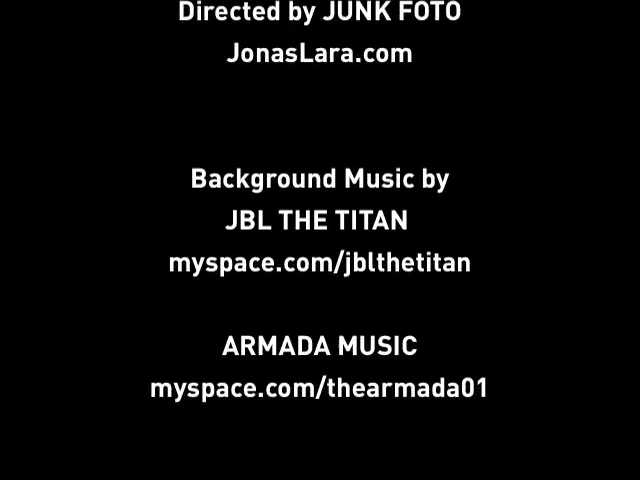 Directed by JUNK FOTO
JonasLara.com
Background Music by
JBL THE TITAN
myspace.com/jblthetitan
ARMADA MUSIC
myspace.com/thearmada01